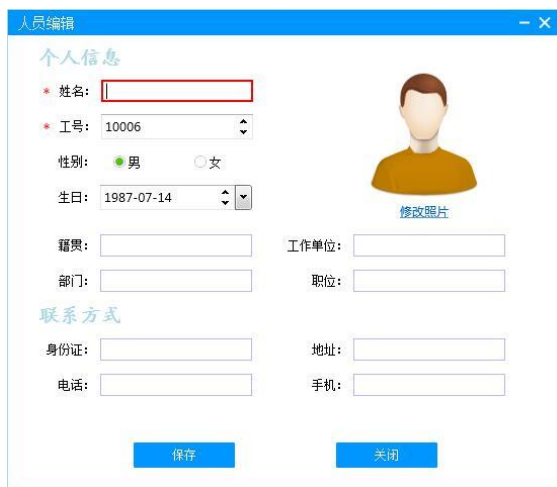 人员编辑
个人信息
* 姓名:
* 工号: 10006
性别: 男 女
生日: 1987-07-14
修改照片
籍贯: 工作单位:
部门: 职位:
联系方式
身份证: 地址:
电话: 手机:
保存 关闭